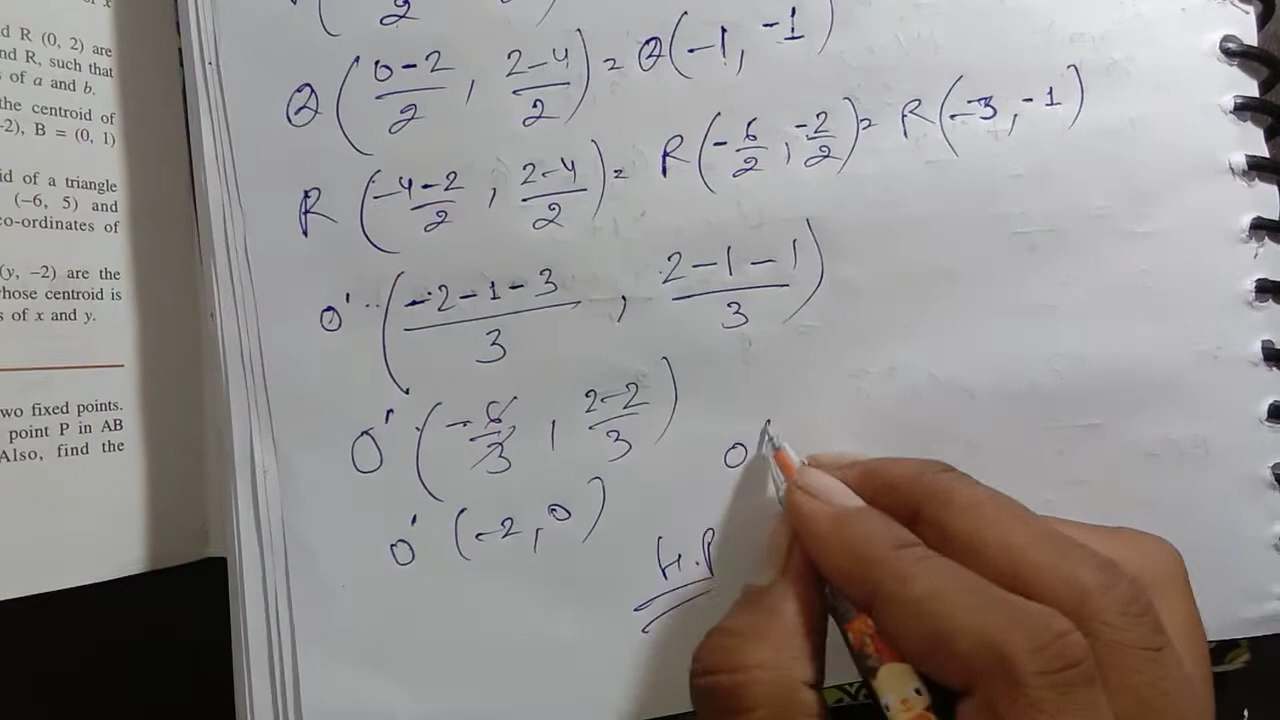 d R (0, 2) are
nd R, such that
s of a and b.
the centroid of
-2), B = (0, 1)
id of a triangle
(−6, 5) and
co-ordinates of
(y, −2) are the
hose centroid is
s of x and y.
wo fixed points.
point P in AB
Also, find the
2
Q (0-2/2, 2-4/2) = Q(-1, -1)
R (-4-2/2, 2-4/2) = R(-6/2, -2/2) = R(-3, -1)
O' (-2-1-3/3, 2-1-1/3)
O' (-6/3, 2-2/3)
O
O' (-2, 0)
H.P